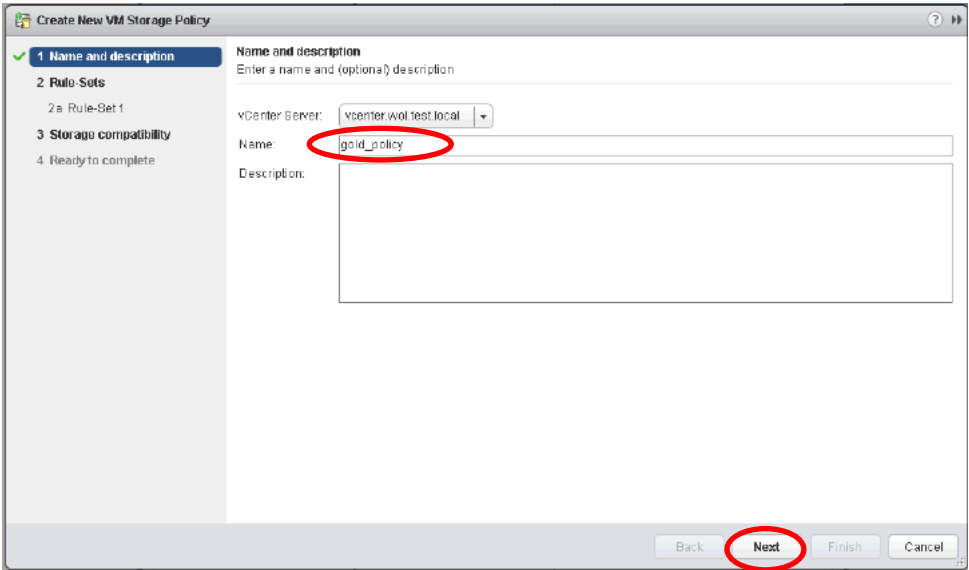 Create New VM Storage Policy
1 Name and description
2 Rule-Sets
2a Rule-Set 1
3 Storage compatibility
4 Ready to complete
Name and description
Enter a name and (optional) description
vCenter Server: vcenter.wol.test.local
Name: gold_policy
Description:
Back Next Finish Cancel